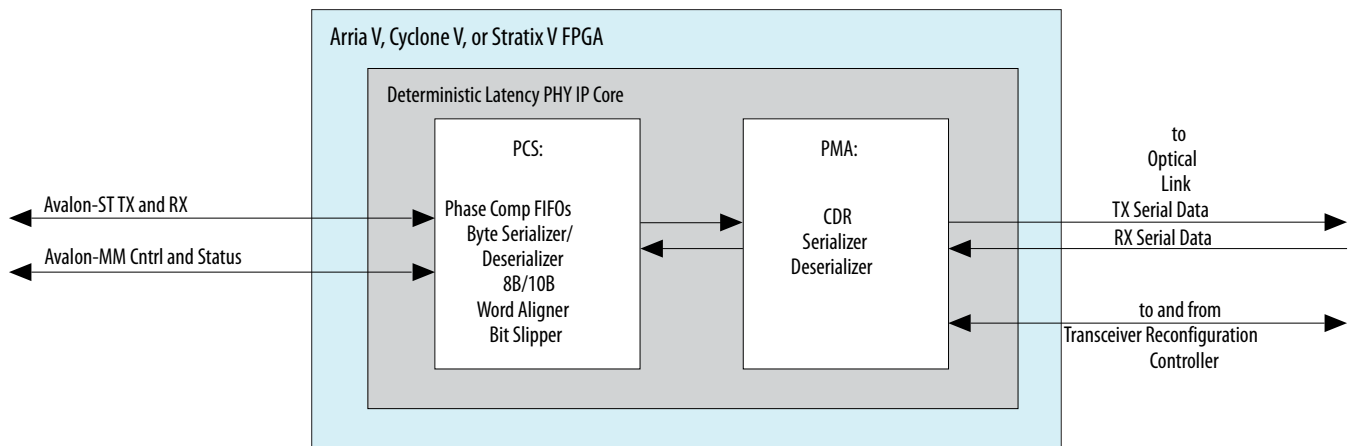 Arria V, Cyclone V, or Stratix V FPGA
Deterministic Latency PHY IP Core
PCS:
Phase Comp FIFOs
Byte Serializer/
Deserializer
8B/10B
Word Aligner
Bit Slipper
PMA:
CDR
Serializer
Deserializer
Avalon-ST TX and RX
Avalon-MM Cntrl and Status
to
Optical
Link
TX Serial Data
RX Serial Data
to and from
Transceiver Reconfiguration
Controller